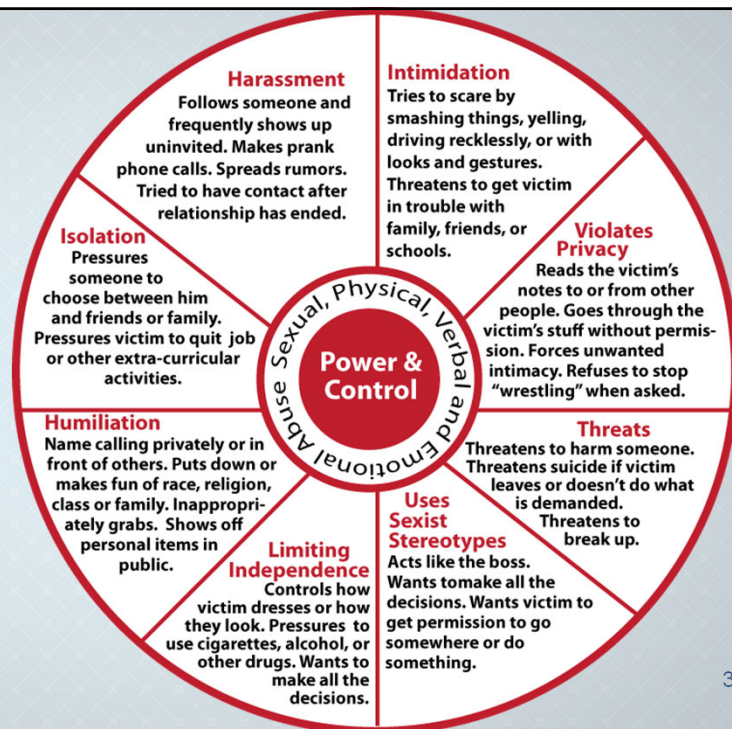 Harassment
Follows someone and
frequently shows up
uninvited. Makes prank
phone calls. Spreads rumors.
Tried to have contact after
relationship has ended.
Intimidation
Tries to scare by
smashing things, yelling,
driving recklessly, or with
looks and gestures.
Threatens to get victim
in trouble with
family, friends, or
schools.
Violates
Privacy
Reads the victim's
notes to or from other
people. Goes through the
victim's stuff without permis-
sion. Forces unwanted
intimacy. Refuses to stop
"wrestling" when asked.
Threats
Threatens to harm someone.
Threatens suicide if victim
leaves or doesn't do what
is demanded.
Threatens to
break up.
Uses
Sexist
Stereotypes
Acts like the boss.
Wants tomake all the
decisions. Wants victim to
get permission to go
somewhere or do
something.
Limiting
Independence
Controls how
victim dresses or how
they look. Pressures to
use cigarettes, alcohol, or
other drugs. Wants to
make all the
decisions.
Humiliation
Name calling privately or in
front of others. Puts down or
makes fun of race, religion,
class or family. Inappropri-
ately grabs. Shows off
personal items in
public.
Isolation
Pressures
someone to
choose between him
and friends or family.
Pressures victim to quit job
or other extra-curricular
activities.
Sexual, Physical, Verbal and Emotional Abuse
Power &
Control
3